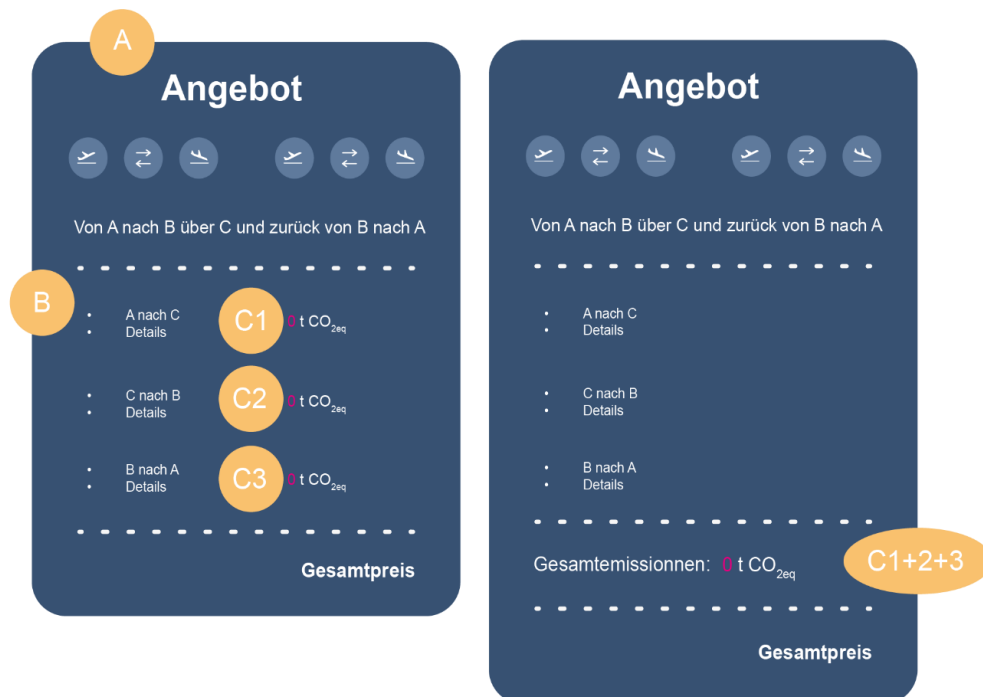 A
Angebot
Von A nach B über C und zurück von B nach A
B
• A nach C
• Details
C1
0 t CO2eq
• C nach B
• Details
C2
0 t CO2eq
• B nach A
• Details
C3
0 t CO2eq
Gesamtpreis
Angebot
Von A nach B über C und zurück von B nach A
• A nach C
• Details
• C nach B
• Details
• B nach A
• Details
Gesamtemissionnen: 0 t CO2eq
C1+2+3
Gesamtpreis